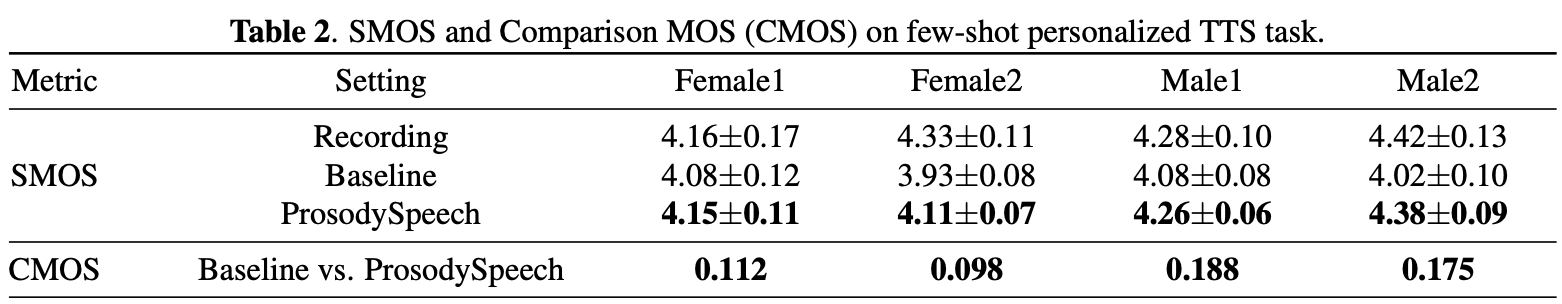 Table 2. SMOS and Comparison MOS (CMOS) on few-shot personalized TTS task.
Metric Setting Female1 Female2 Male1 Male2
Recording 4.16±0.17 4.33±0.11 4.28±0.10 4.42±0.13
SMOS Baseline 4.08±0.12 3.93±0.08 4.08±0.08 4.02±0.10
ProsodySpeech 4.15±0.11 4.11±0.07 4.26±0.06 4.38±0.09
CMOS Baseline vs. ProsodySpeech 0.112 0.098 0.188 0.175